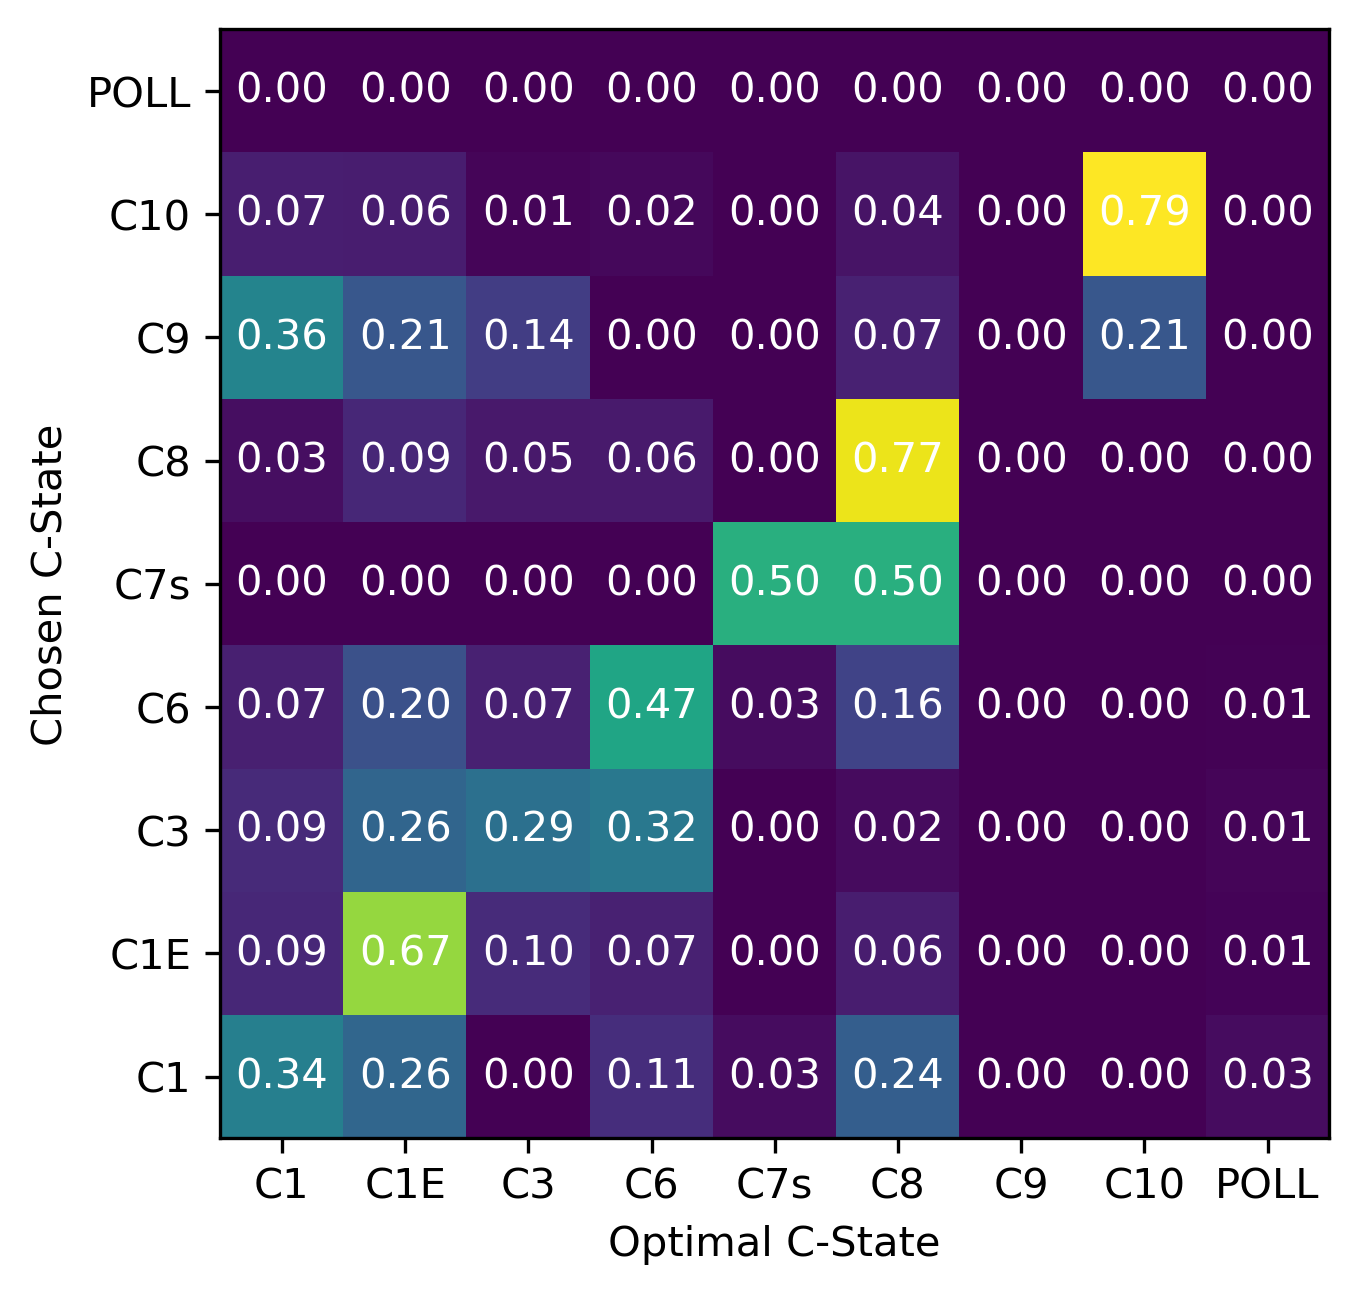 POLL 0.00 0.00 0.00 0.00 0.00 0.00 0.00 0.00 0.00
C10 0.07 0.06 0.01 0.02 0.00 0.04 0.00 0.79 0.00
C9 0.36 0.21 0.14 0.00 0.00 0.07 0.00 0.21 0.00
C8 0.03 0.09 0.05 0.06 0.00 0.77 0.00 0.00 0.00
C7s 0.00 0.00 0.00 0.00 0.50 0.50 0.00 0.00 0.00
C6 0.07 0.20 0.07 0.47 0.03 0.16 0.00 0.00 0.01
C3 0.09 0.26 0.29 0.32 0.00 0.02 0.00 0.00 0.01
C1E 0.09 0.67 0.10 0.07 0.00 0.06 0.00 0.00 0.01
C1 0.34 0.26 0.00 0.11 0.03 0.24 0.00 0.00 0.03
C1 C1E C3 C6 C7s C8 C9 C10 POLL
Optimal C-State
Chosen C-State